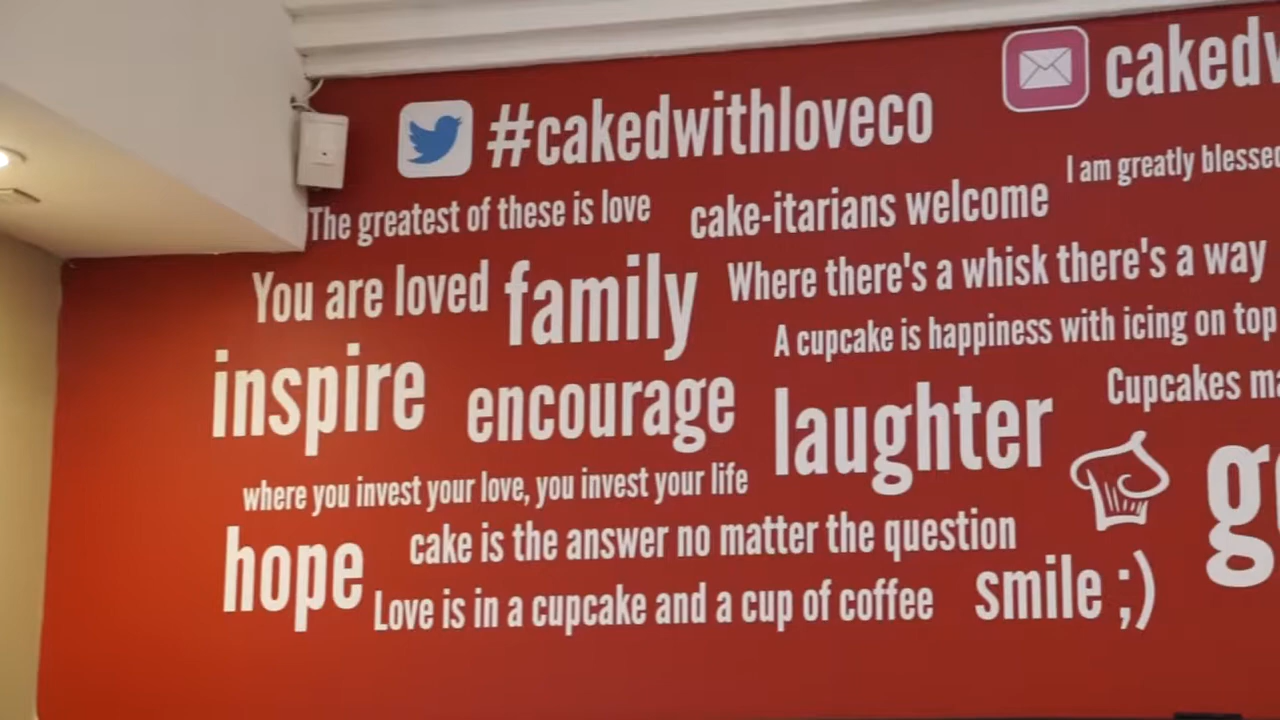 #cakedwithloveco
The greatest of these is love
cake-itarians welcome
I am greatly
You are loved
family
Where there's a whisk there's a way
A cupcake is happiness with icing on top
inspire
encourage
laughter
Cupcakes
where you invest your love, you invest your life
hope
cake is the answer no matter the question
Love is in a cupcake and a cup of coffee
smile ;)